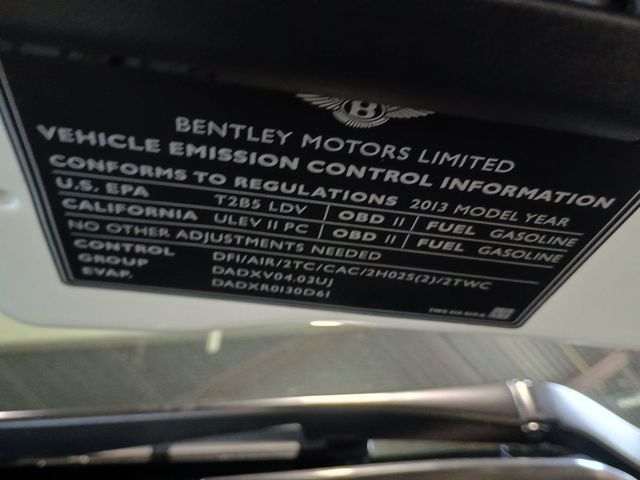 B
BENTLEY MOTORS LIMITED
VEHICLE EMISSION CONTROL INFORMATION
CONFORMS TO REGULATIONS 2013 MODEL YEAR
U.S. EPA T2B5 LDV OBD II FUEL GASOLINE
CALIFORNIA ULEV II PC OBD II FUEL GASOLINE
NO OTHER ADJUSTMENTS NEEDED
CONTROL DFI/AIR/2TC/CAC/2HO2S(2)/2TWC
GROUP DADXV04.03UJ
EVAP. DADXR0130D61